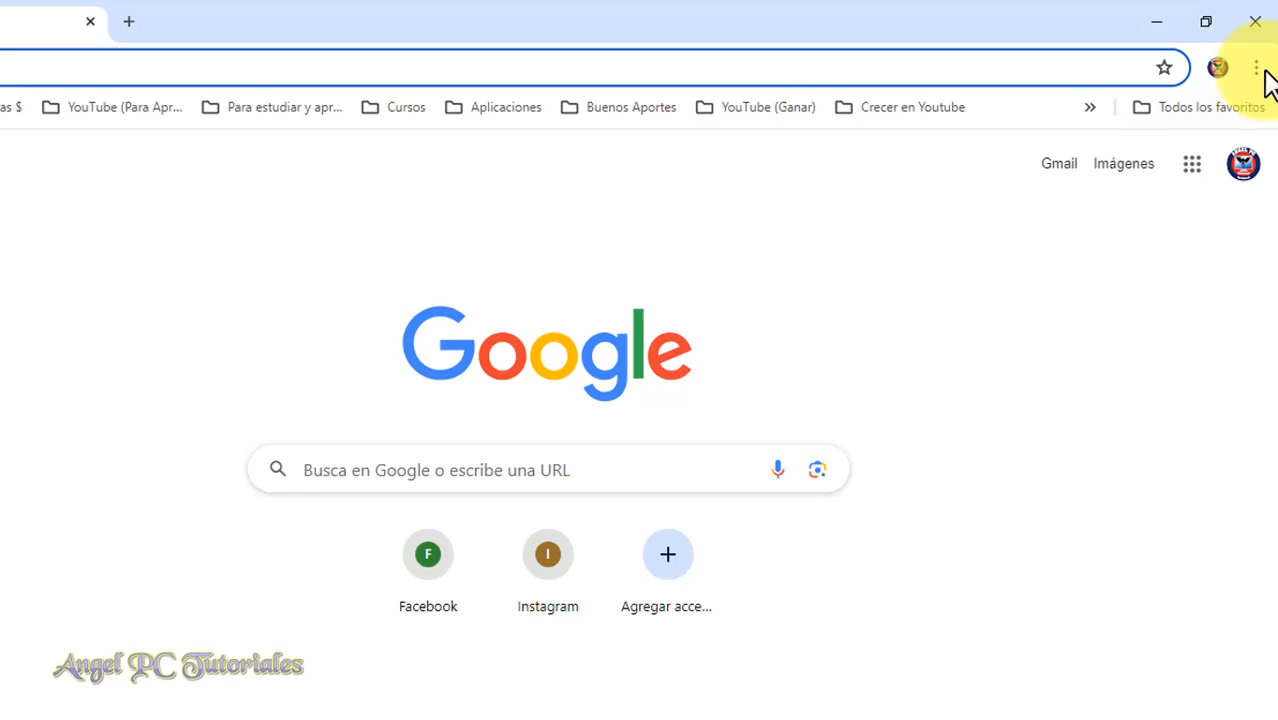 as $
YouTube (Para Apr...
Para estudiar y apr...
Cursos
Aplicaciones
Buenos Aportes
YouTube (Ganar)
Crecer en Youtube
Todos los favoritos
Gmail
Imágenes
Google
Busca en Google o escribe una URL
F
I
Facebook
Instagram
Agregar acce...
Angel PC Tutoriales